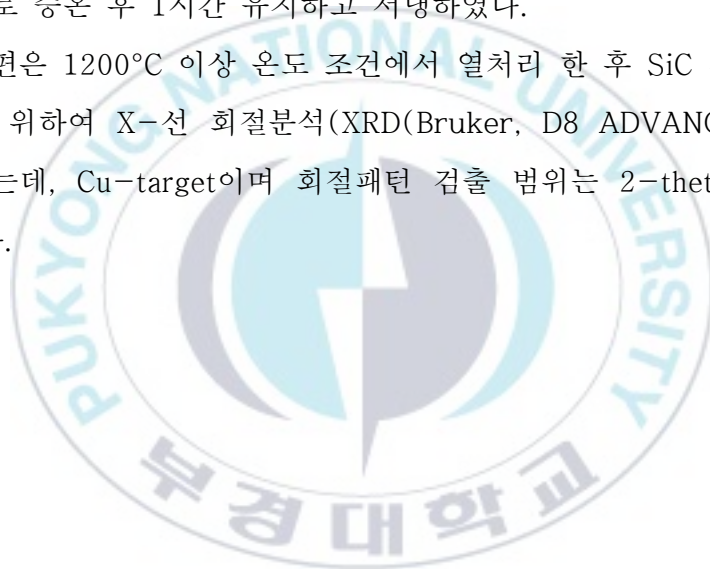 로 승온 후 1시간 유지하고 서냉하였다.
편은 1200°C 이상 온도 조건에서 열처리 한 후 SiC
위하여 X-선 회절분석(XRD(Bruker, D8 ADVANC
는데, Cu-target이며 회절패턴 검출 범위는 2-thet
PUKYONG NATIONAL UNIVERSITY
부경대학교